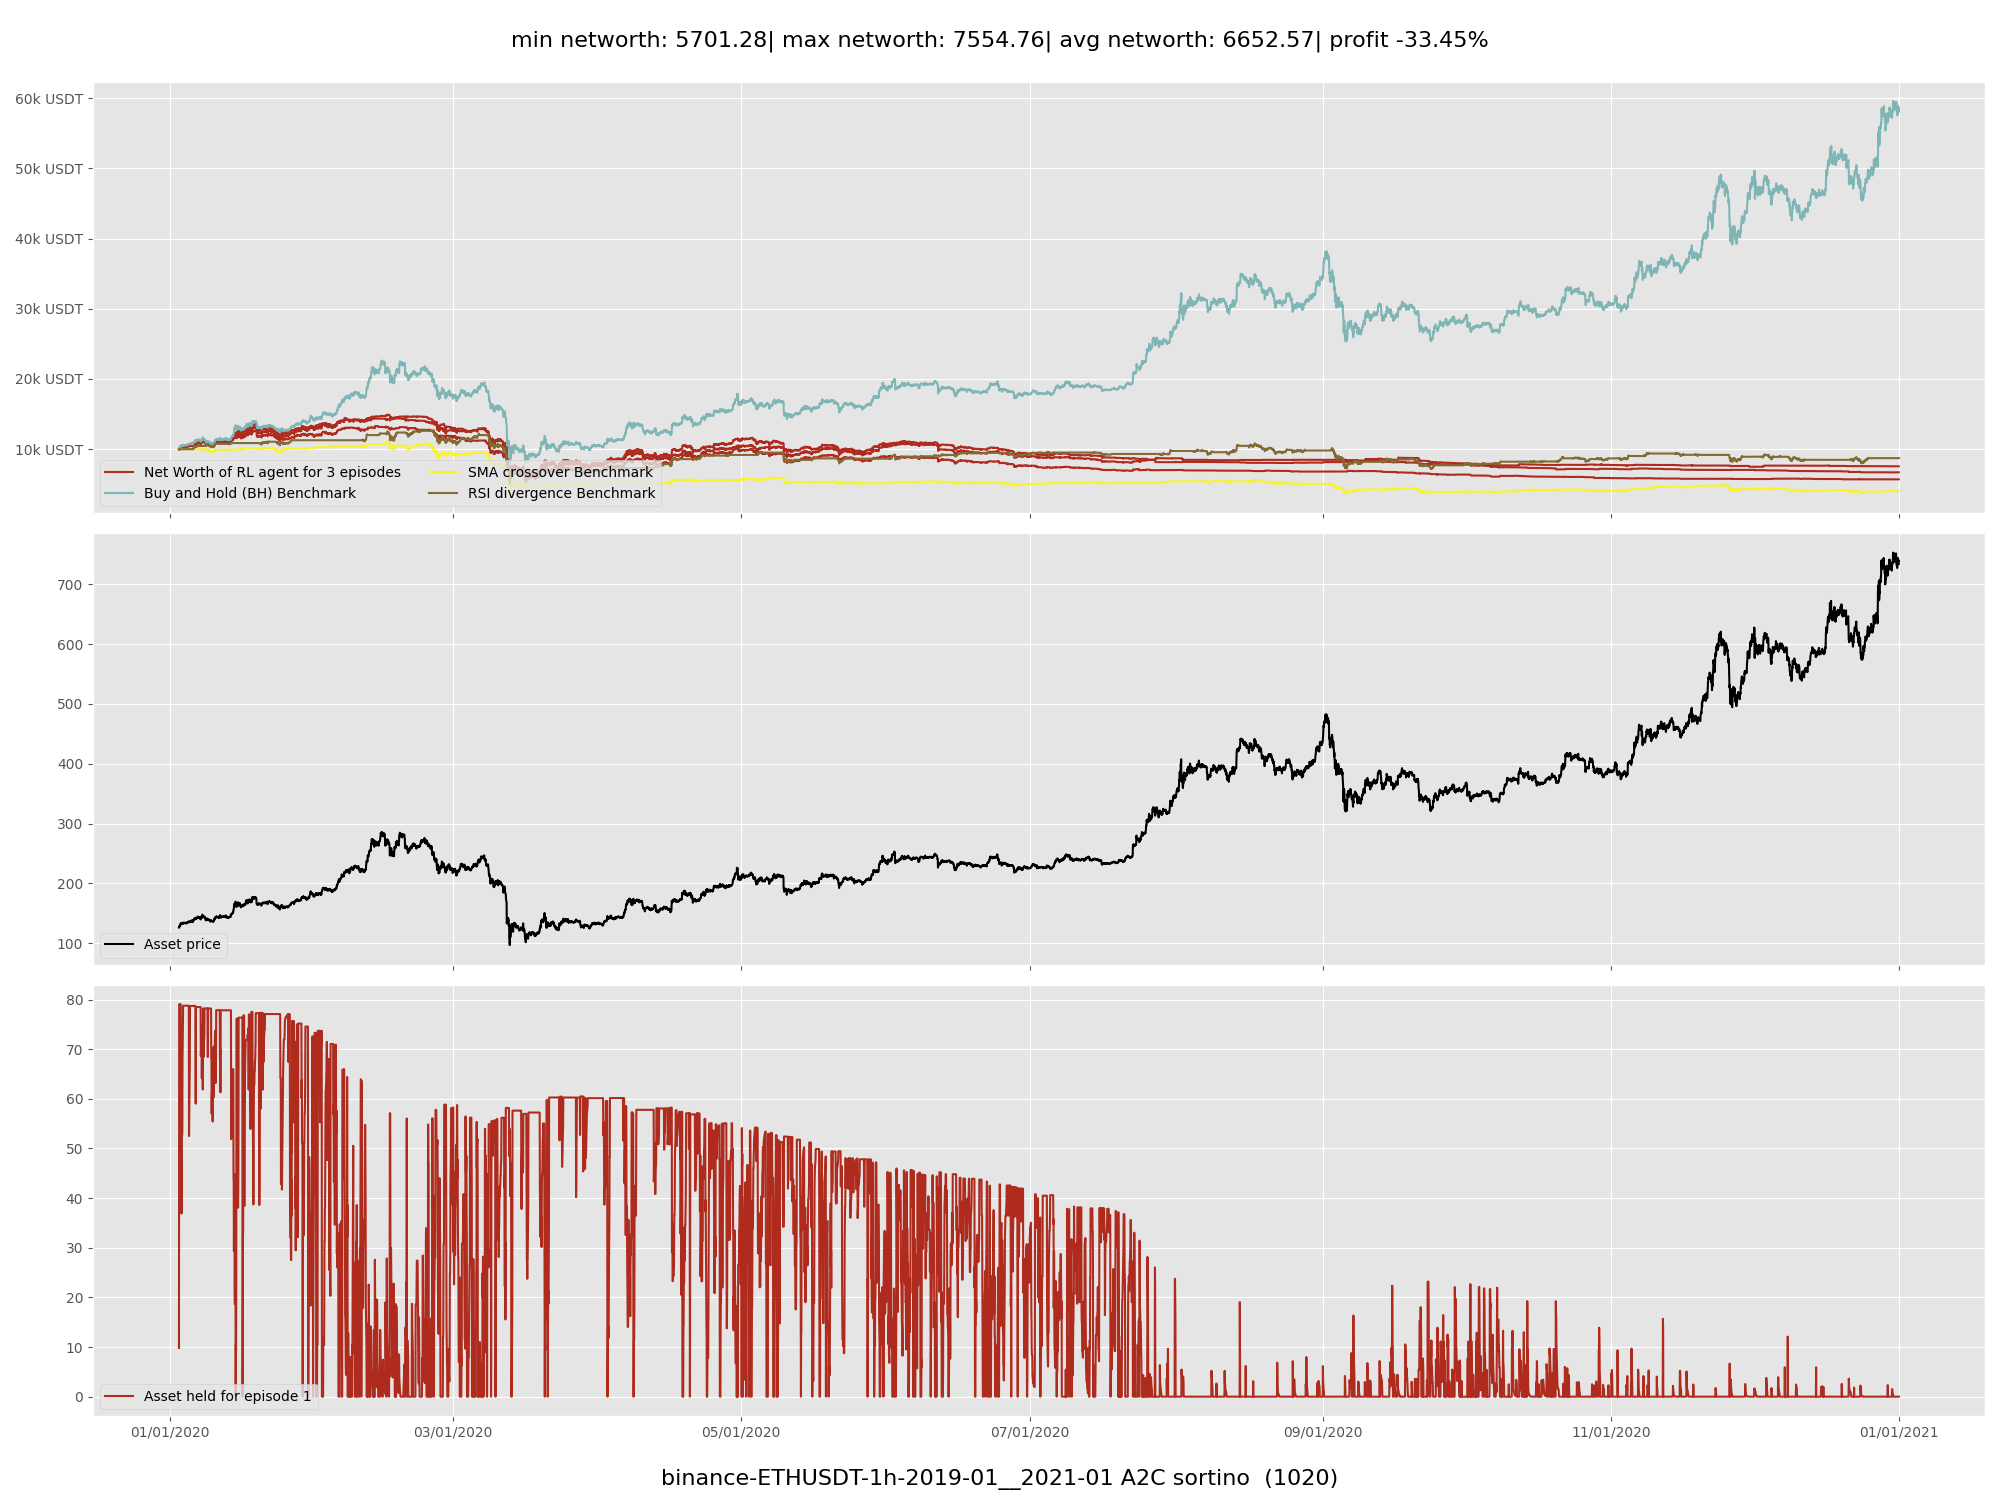 min networth: 5701.28| max networth: 7554.76| avg networth: 6652.57| profit -33.45%
60k USDT
50k USDT
40k USDT
30k USDT
20k USDT
10k USDT
Net Worth of RL agent for 3 episodes
Buy and Hold (BH) Benchmark
SMA crossover Benchmark
RSI divergence Benchmark
700
600
500
400
300
200
100
Asset price
80
70
60
50
40
30
20
10
0
Asset held for episode 1
01/01/2020 03/01/2020 05/01/2020 07/01/2020 09/01/2020 11/01/2020 01/01/2021
binance-ETHUSDT-1h-2019-01__2021-01 A2C sortino (1020)